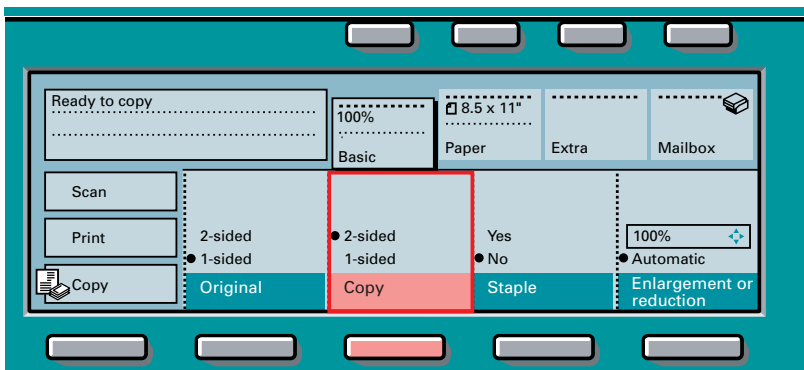 Ready to copy
100%
Basic
8.5 x 11"
Paper
Extra
Mailbox
Scan
Print
Copy
2-sided
1-sided
Original
2-sided
1-sided
Copy
Yes
No
Staple
100%
Automatic
Enlargement or
reduction